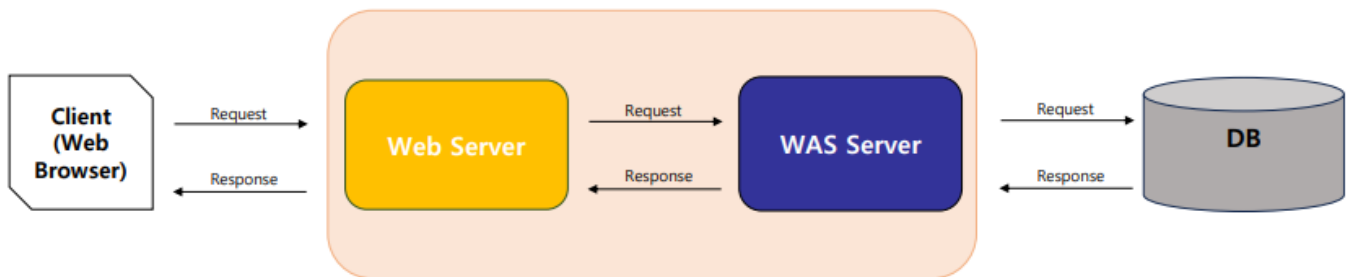 Client
(Web
Browser)
Request
Response
Web Server
Request
Response
WAS Server
Request
Response
DB